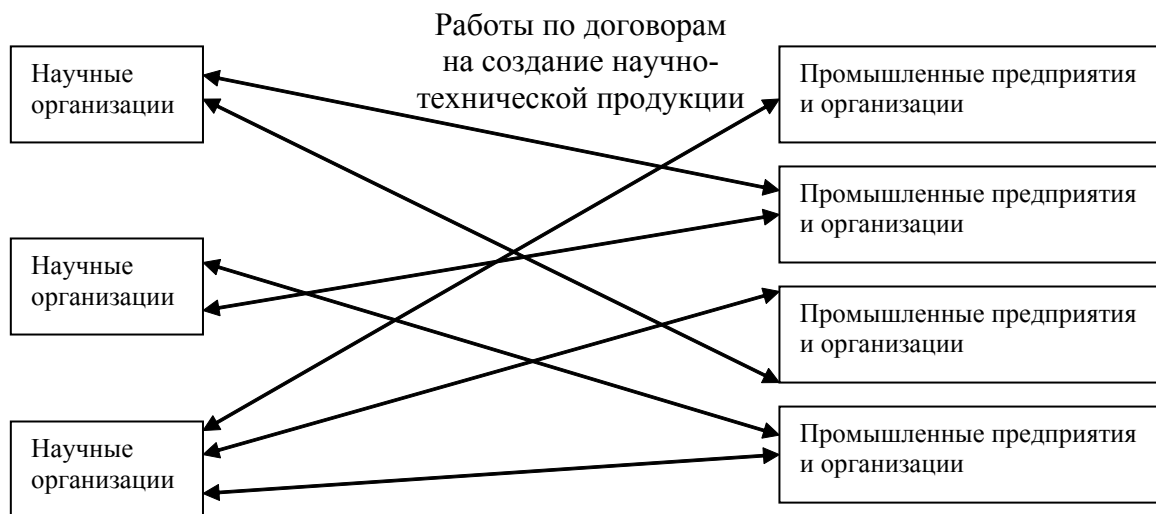 Работы по договорам
на создание научно-
технической продукции
Научные
организации
Научные
организации
Научные
организации
Промышленные предприятия
и организации
Промышленные предприятия
и организации
Промышленные предприятия
и организации
Промышленные предприятия
и организации